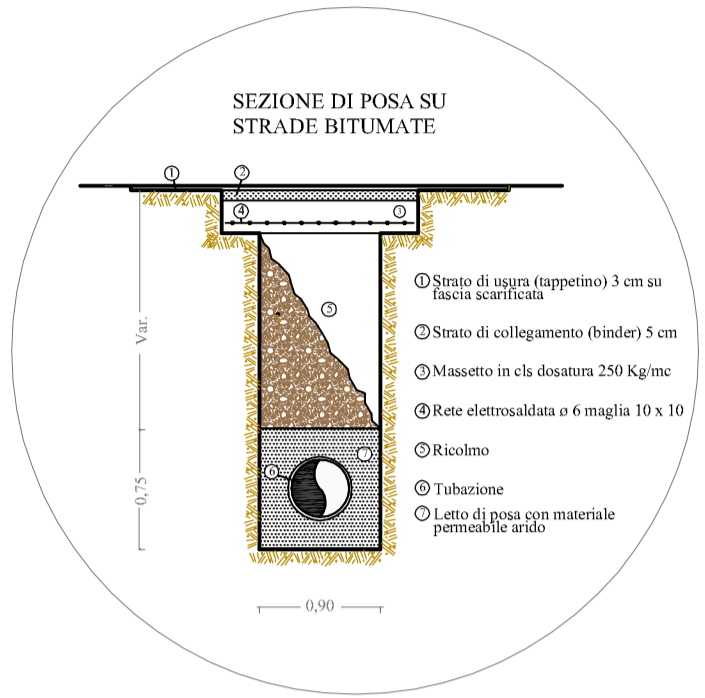 SEZIONE DI POSA SU
STRADE BITUMATE
1
2
4
3
5
7
6
Var.
0,75
0,90
1 Strato di usura (tappetino) 3 cm su
fascia scarificata
2 Strato di collegamento (binder) 5 cm
3 Massetto in cls dosatura 250 Kg/mc
4 Rete elettrosaldata ø 6 maglia 10 x 10
5 Ricolmo
6 Tubazione
7 Letto di posa con materiale
permeabile arido